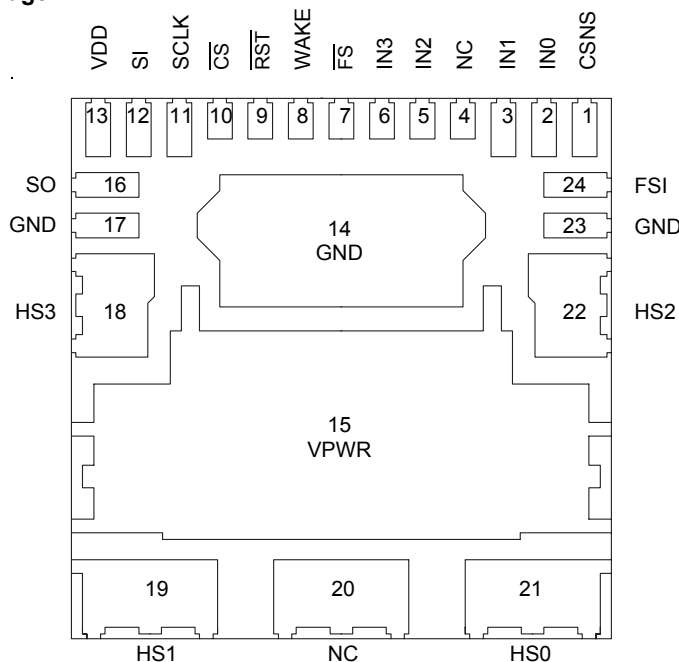 VDD SI SCLK CS RST WAKE FS IN3 IN2 NC IN1 IN0 CSNS
13 12 11 10 9 8 7 6 5 4 3 2 1
SO 16 24 FSI
GND 17 23 GND
14
GND
HS3 18 22 HS2
15
VPWR
19 20 21
HS1 NC HS0